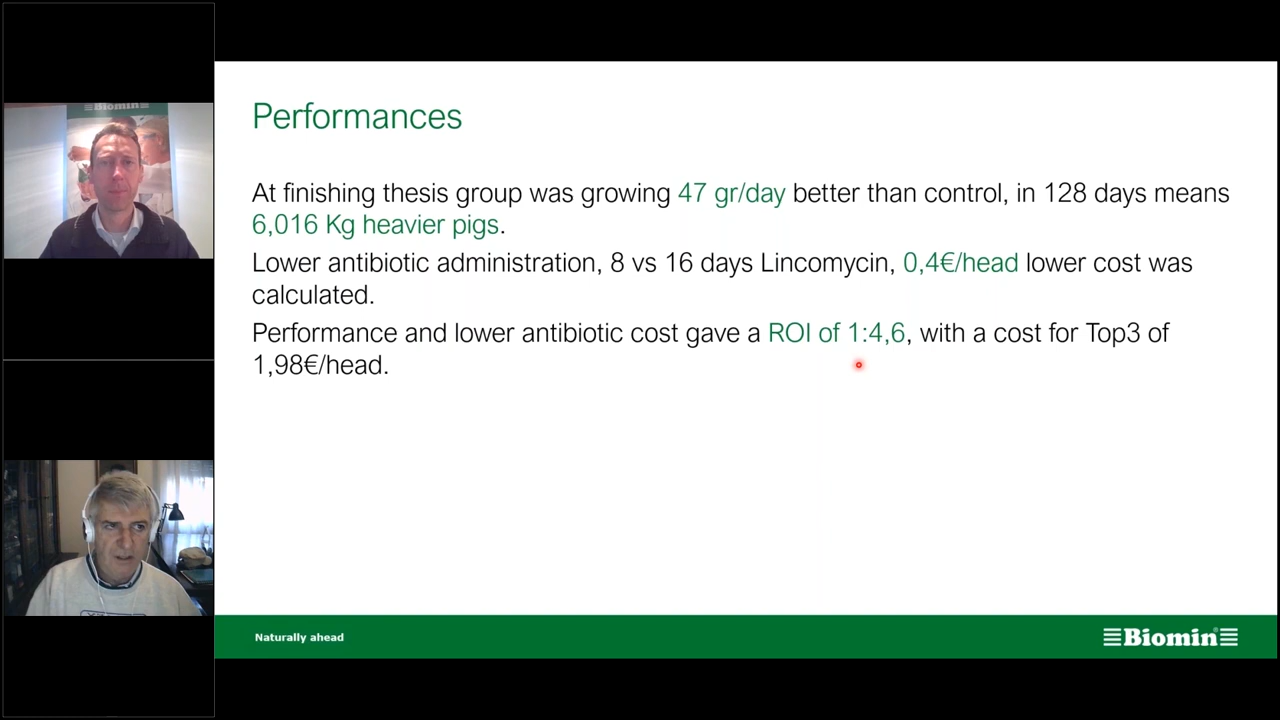 Biomin
Performances
At finishing thesis group was growing 47 gr/day better than control, in 128 days means
6,016 Kg heavier pigs.
Lower antibiotic administration, 8 vs 16 days Lincomycin, 0,4€/head lower cost was
calculated.
Performance and lower antibiotic cost gave a ROI of 1:4,6, with a cost for Top3 of
1,98€/head.
Naturally ahead
Biomin®